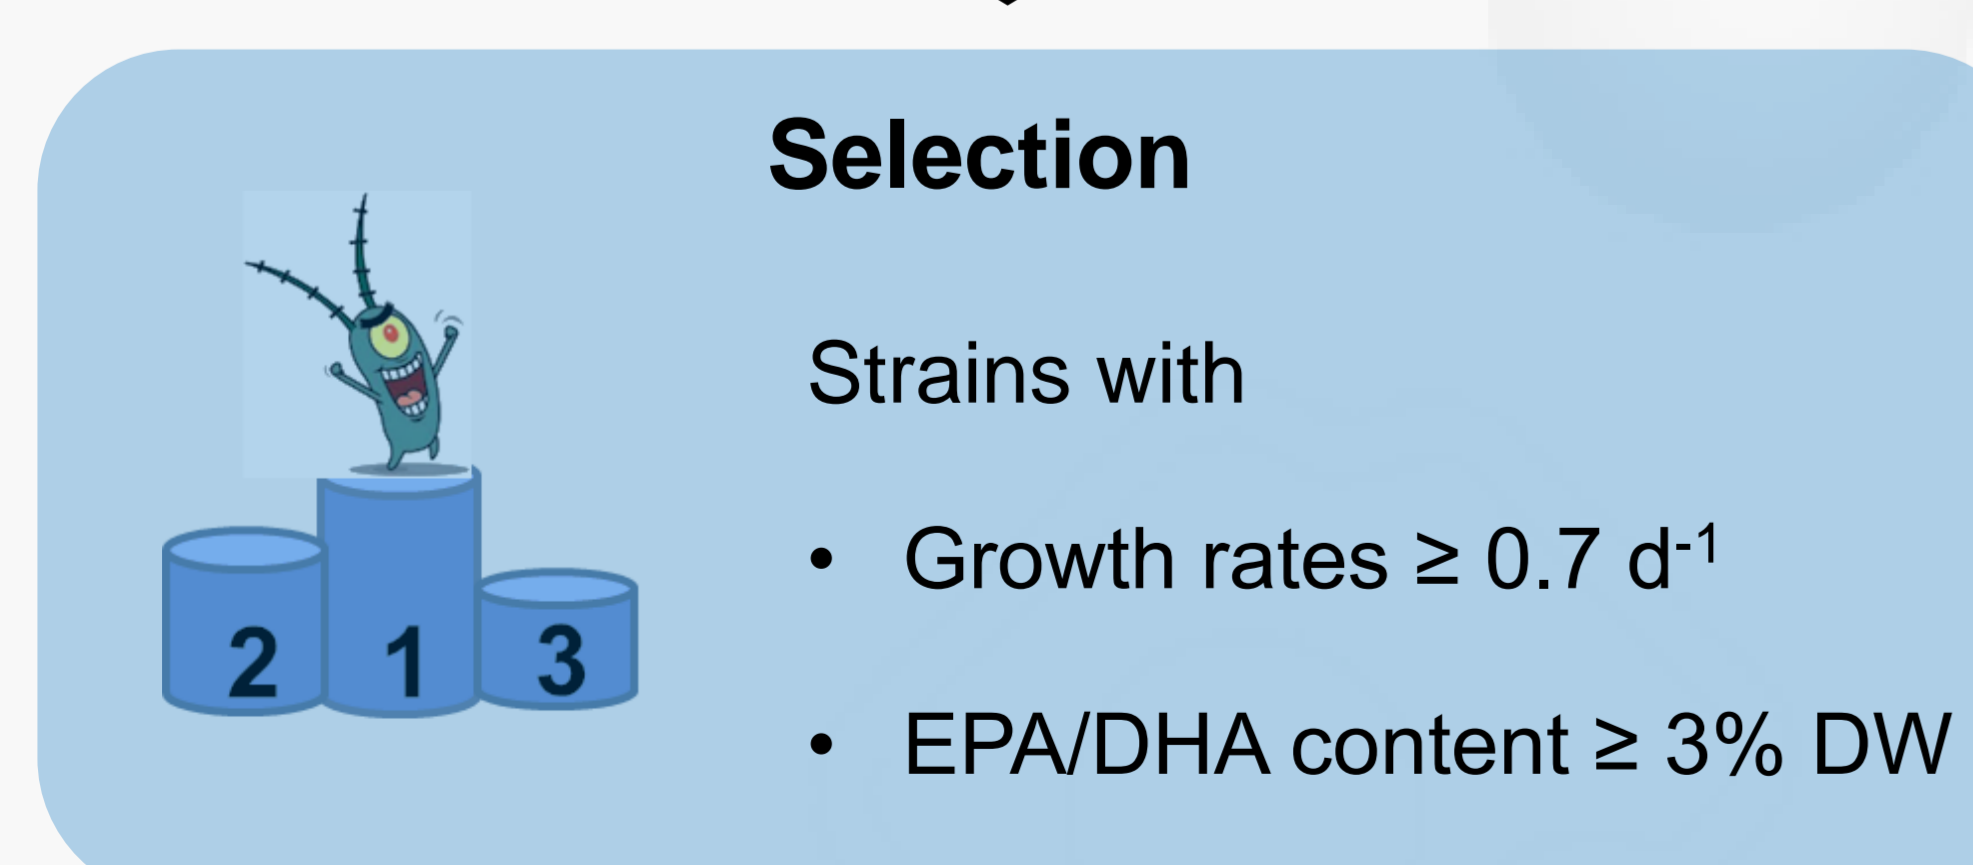 Selection
Strains with
• Growth rates ≥ 0.7 d⁻¹
• EPA/DHA content ≥ 3% DW
2 1 3